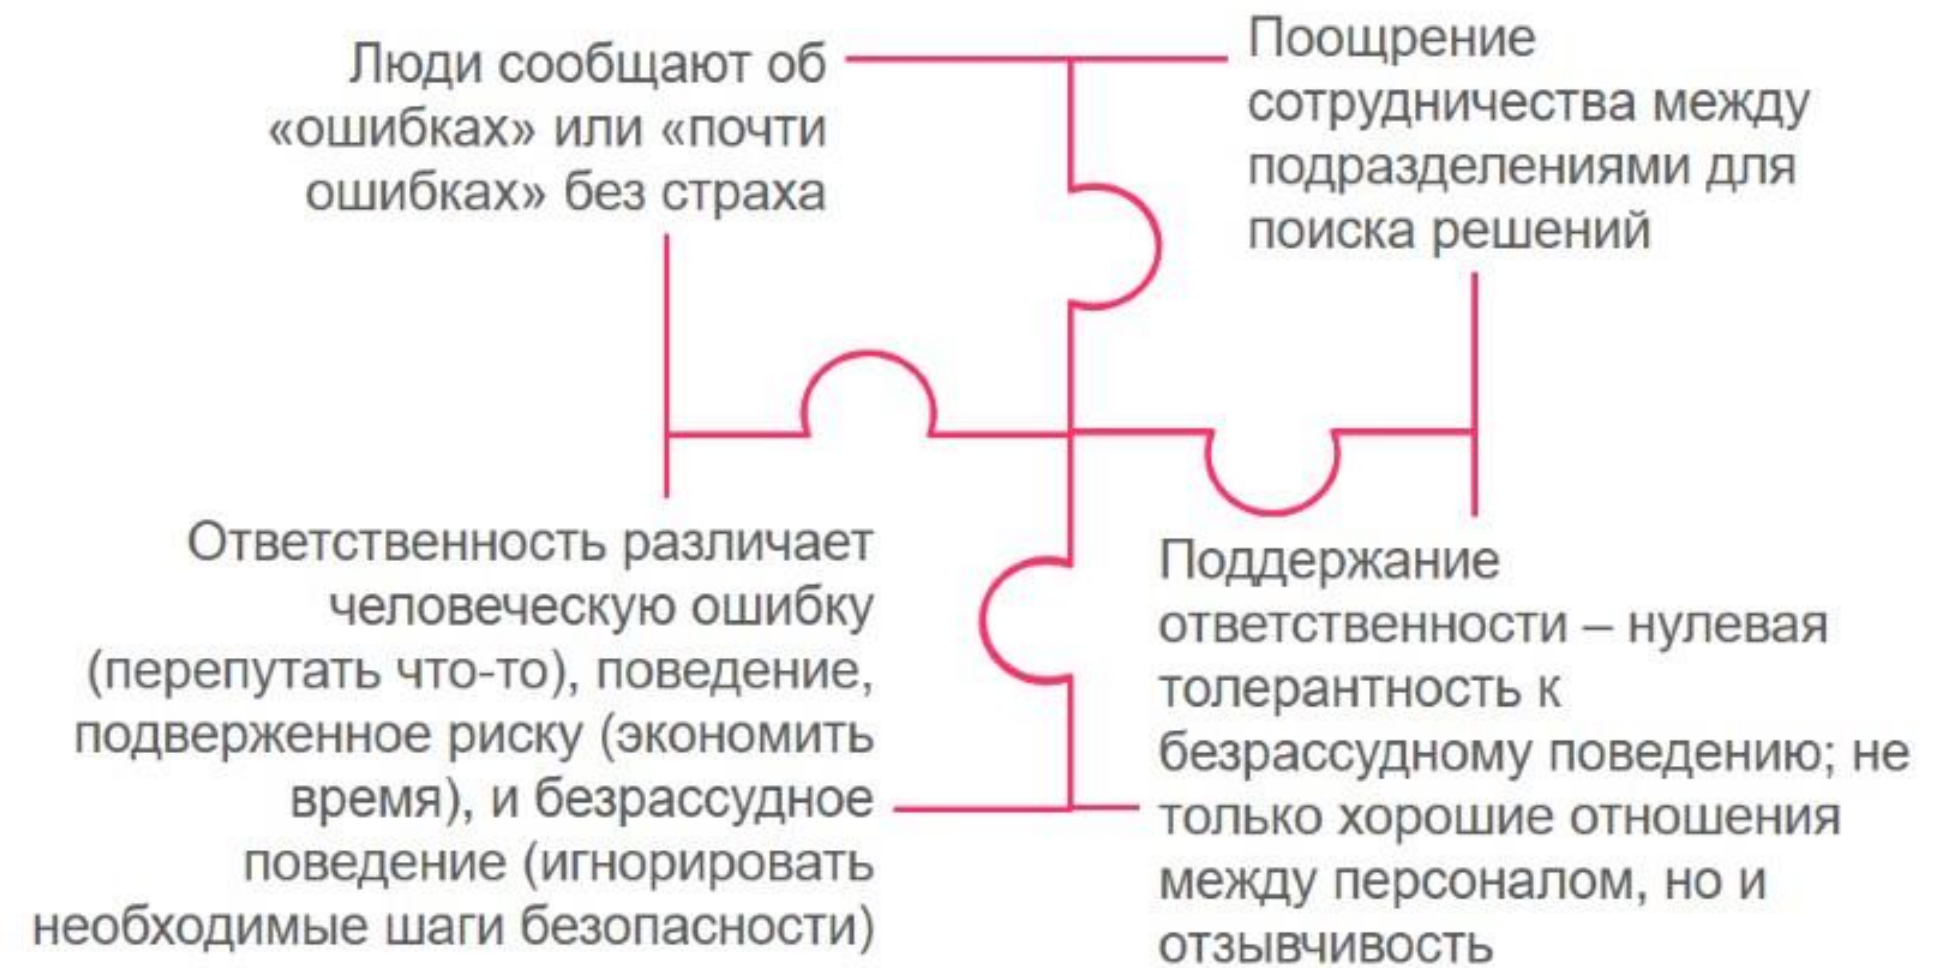 Люди сообщают об
«ошибках» или «почти
ошибках» без страха
Поощрение
сотрудничества между
подразделениями для
поиска решений
Ответственность различает
человеческую ошибку
(перепутать что-то), поведение,
подверженное риску (экономить
время), и безрассудное
поведение (игнорировать
необходимые шаги безопасности)
Поддержание
ответственности – нулевая
толерантность к
безрассудному поведению; не
только хорошие отношения
между персоналом, но и
отзывчивость